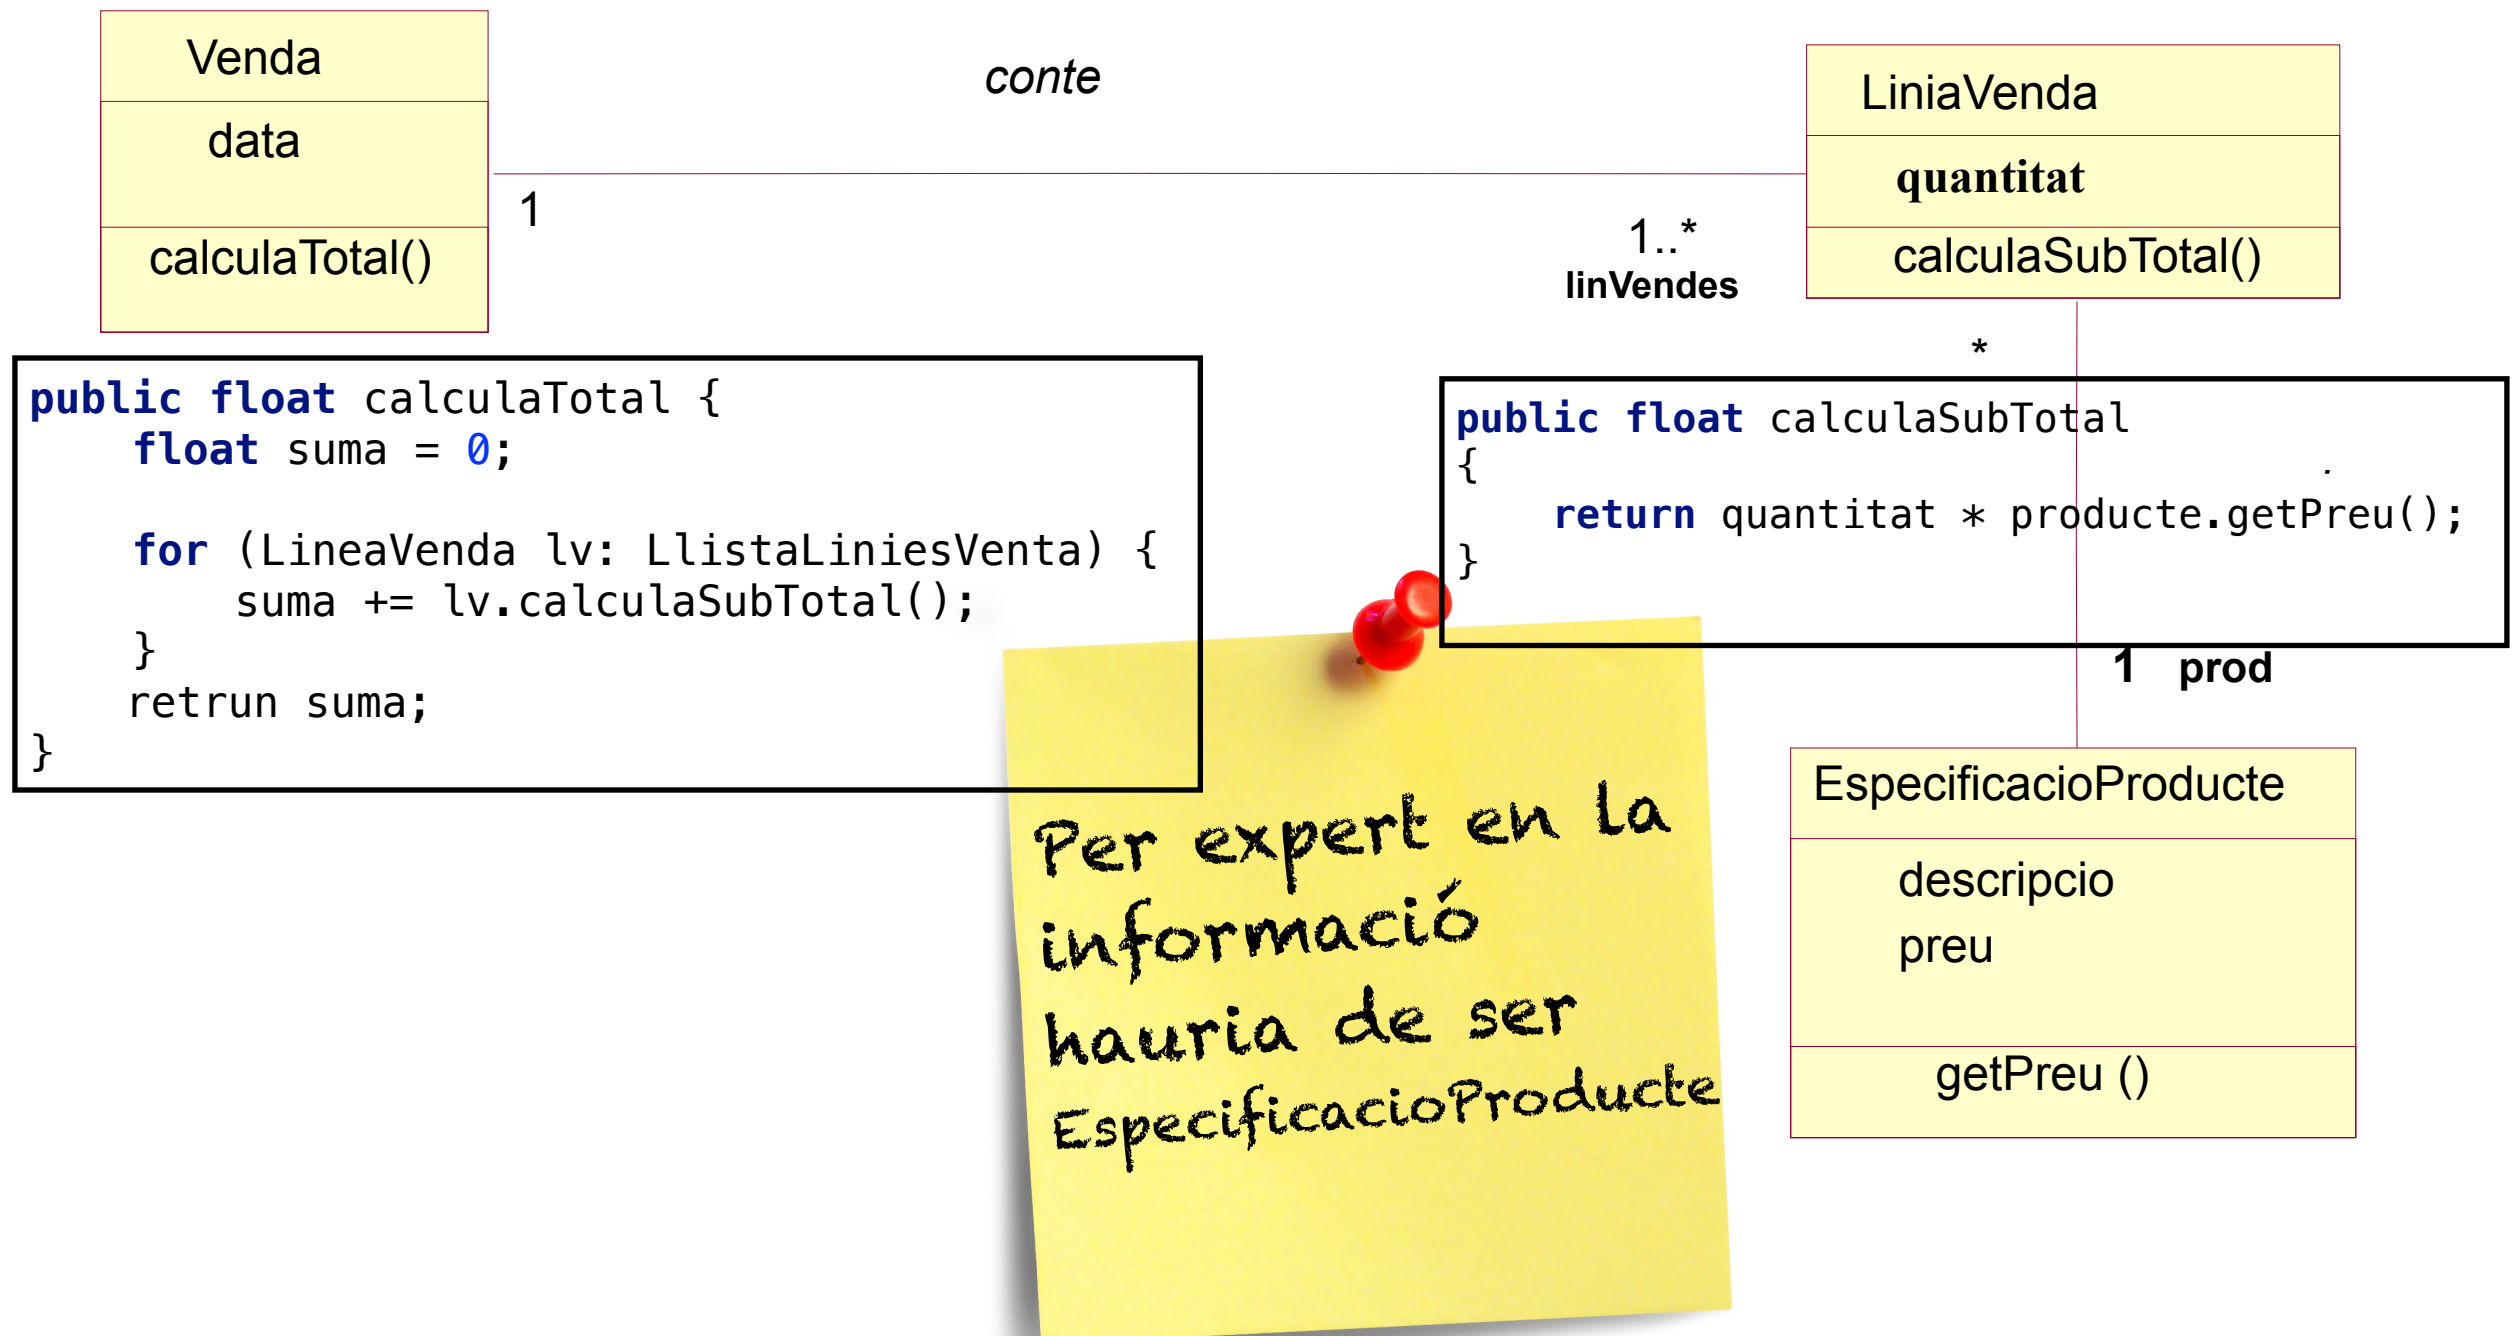 Venda
data
calculaTotal()
conte
1
1..*
linVendes
LiniaVenda
quantitat
calculaSubTotal()
*
public float calculaTotal {
float suma = 0;
for (LineaVenda lv: LlistaLiniesVenta) {
suma += lv.calculaSubTotal();
}
retrun suma;
}
public float calculaSubTotal
{
return quantitat * producte.getPreu();
}
1 prod
EspecificacioProducte
descripcio
preu
getPreu ()
Per expert en la
informació
hauria de ser
EspecificacioProducte